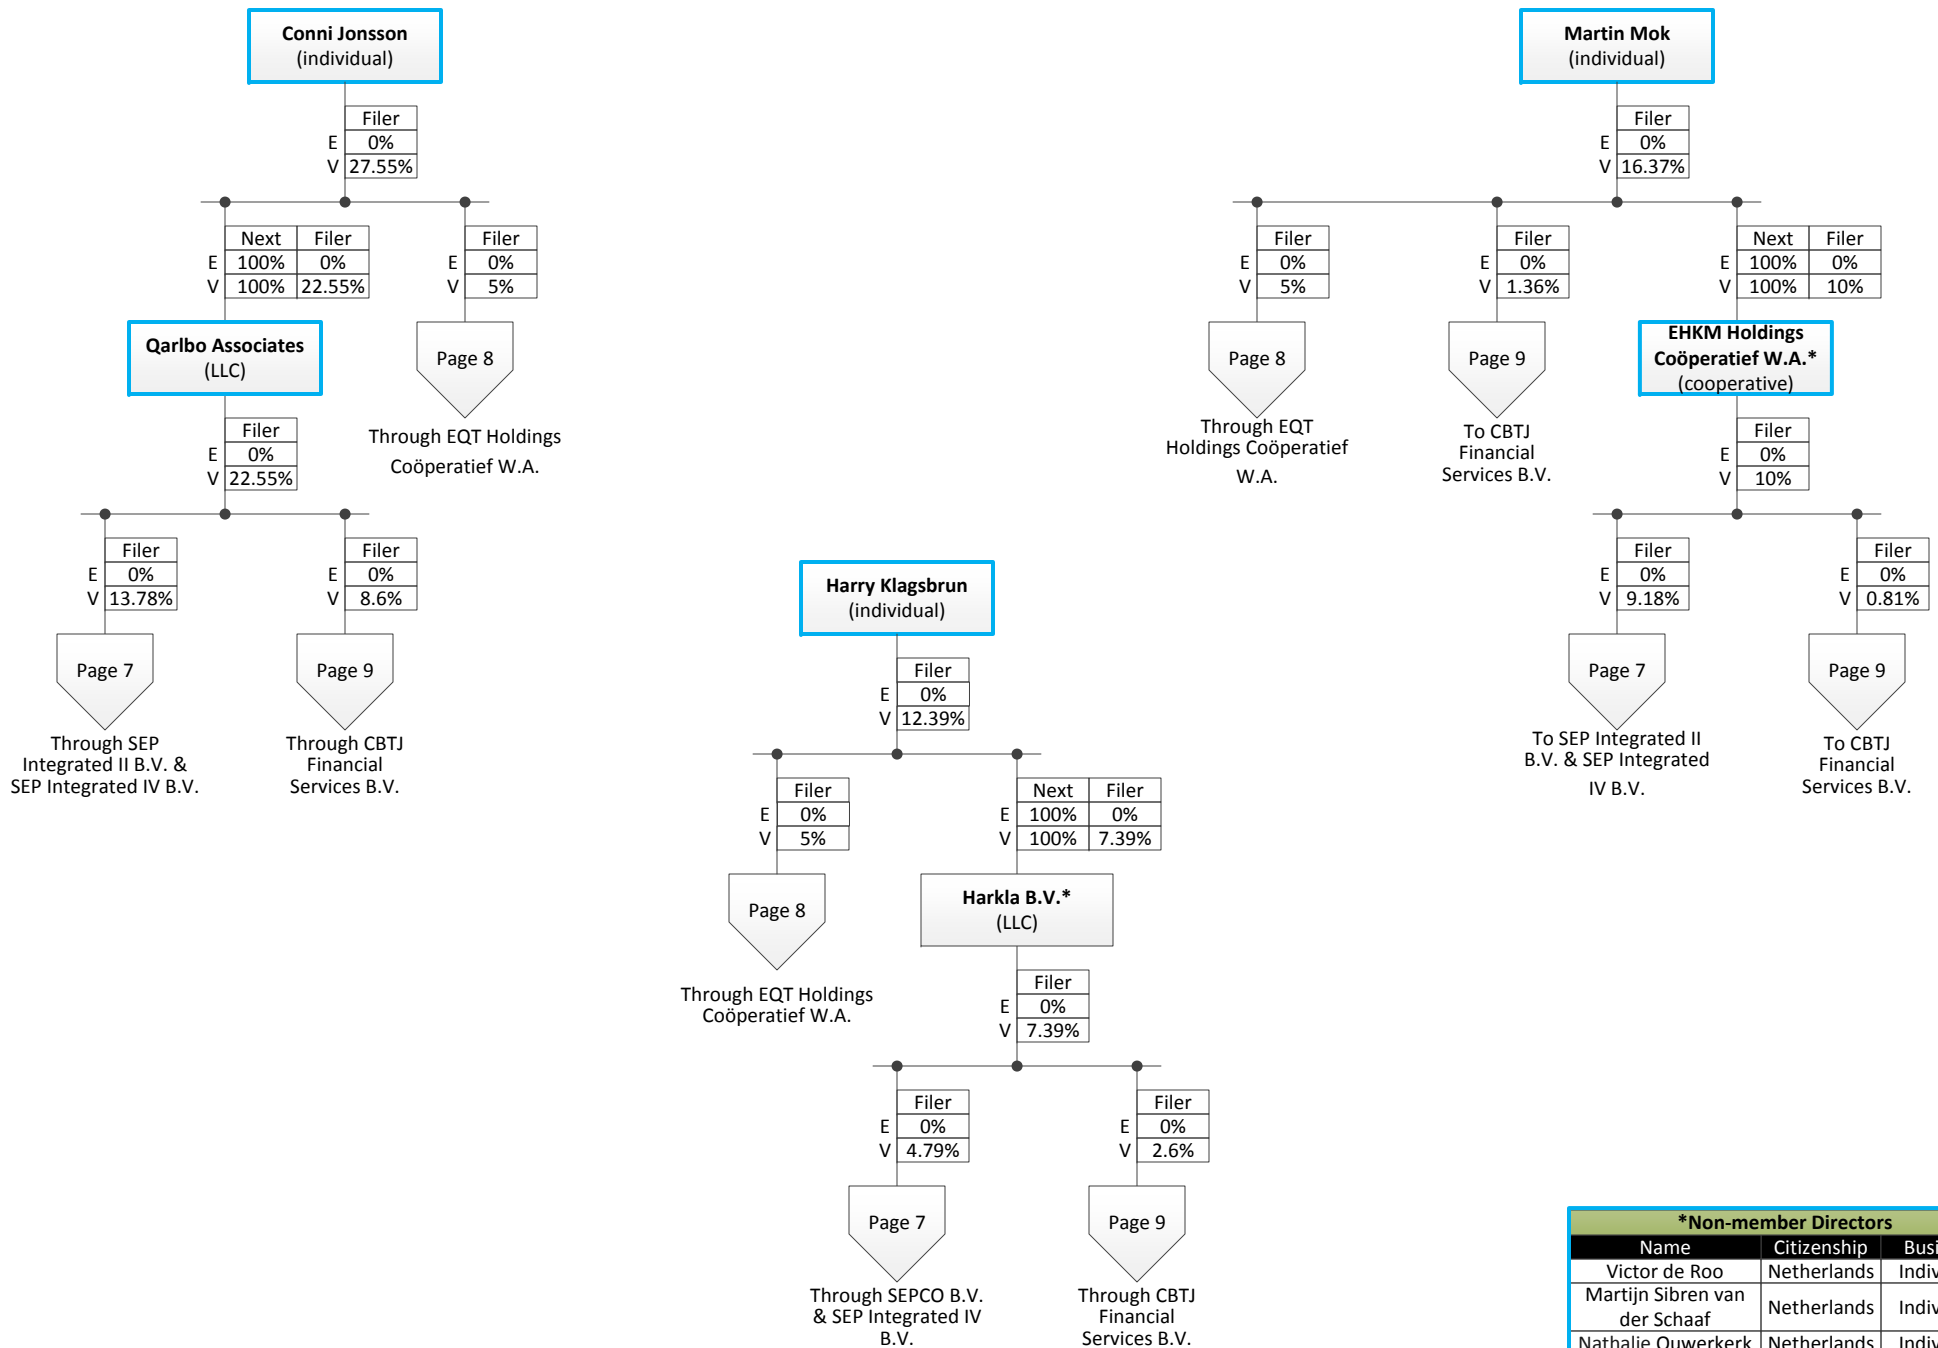 Conni Jonsson
(individual)
Filer
E 0%
V 27.55%
Next Filer
E 100% 0%
V 100% 22.55%
Filer
E 0%
V 5%
Qarlbo Associates
(LLC)
Page 8
Through EQT Holdings
Coöperatief W.A.
Filer
E 0%
V 22.55%
Filer
E 0%
V 13.78%
Filer
E 0%
V 8.6%
Page 7
Through SEP
Integrated II B.V. &
SEP Integrated IV B.V.
Page 9
Through CBTJ
Financial
Services B.V.
Harry Klagsbrun
(individual)
Filer
E 0%
V 12.39%
Filer
E 0%
V 5%
Next Filer
E 100% 0%
V 100% 7.39%
Page 8
Through EQT Holdings
Coöperatief W.A.
Harkla B.V.*
(LLC)
Filer
E 0%
V 7.39%
Filer
E 0%
V 4.79%
Filer
E 0%
V 2.6%
Page 7
Through SEPCO B.V.
& SEP Integrated IV
B.V.
Page 9
Through CBTJ
Financial
Services B.V.
Martin Mok
(individual)
Filer
E 0%
V 16.37%
Filer
E 0%
V 5%
Filer
E 0%
V 1.36%
Next Filer
E 100% 0%
V 100% 10%
Page 8
Through EQT
Holdings Coöperatief
W.A.
Page 9
To CBTJ
Financial
Services B.V.
EHKM Holdings
Coöperatief W.A.*
(cooperative)
Filer
E 0%
V 10%
Filer
E 0%
V 9.18%
Filer
E 0%
V 0.81%
Page 7
To SEP Integrated II
B.V. & SEP Integrated
IV B.V.
Page 9
To CBTJ
Financial
Services B.V.
*Non-member Directors
Name Citizenship Busi
Victor de Roo Netherlands Indiv
Martijn Sibren van
der Schaaf Netherlands Indiv
Nathalie Ouwerkerk Netherlands Indiv